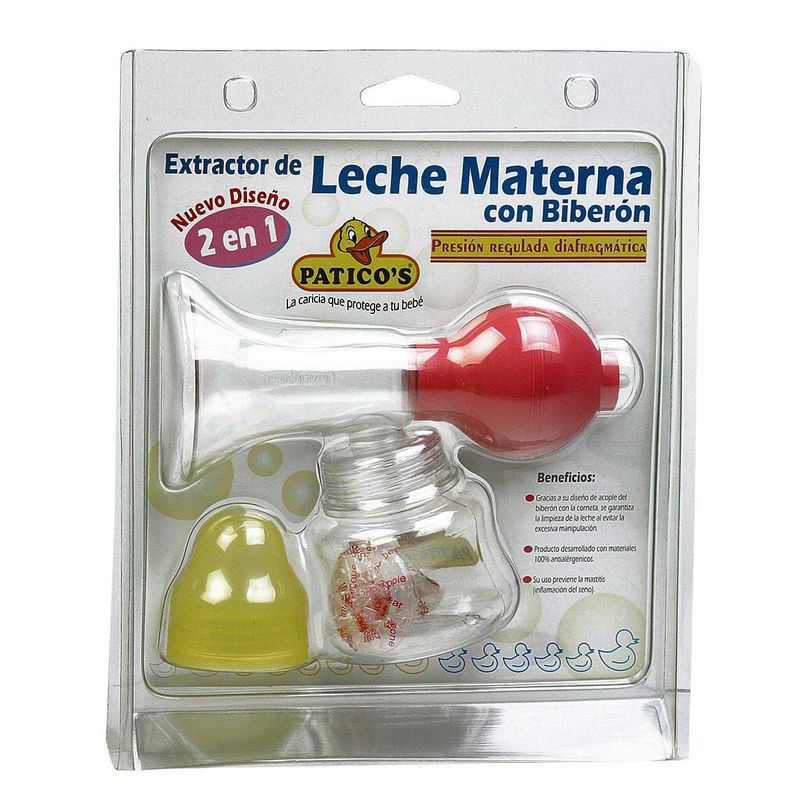 Extractor de
Leche Materna
con Biberón
Nuevo Diseño
2 en 1
PATICO'S
La caricia que protege a tu bebé
PRESIÓN REGULADA DIAFRAGMÁTICA
PATICO'S
Beneficios:
Gracias a su diseño de acople del
biberón con la corneta, se garantiza
la limpieza de la leche al evitar la
excesiva manipulación.
Producto desarrollado con materiales
100% antialérgenicos.
Su uso previene la mastitis
(inflamación del seno).